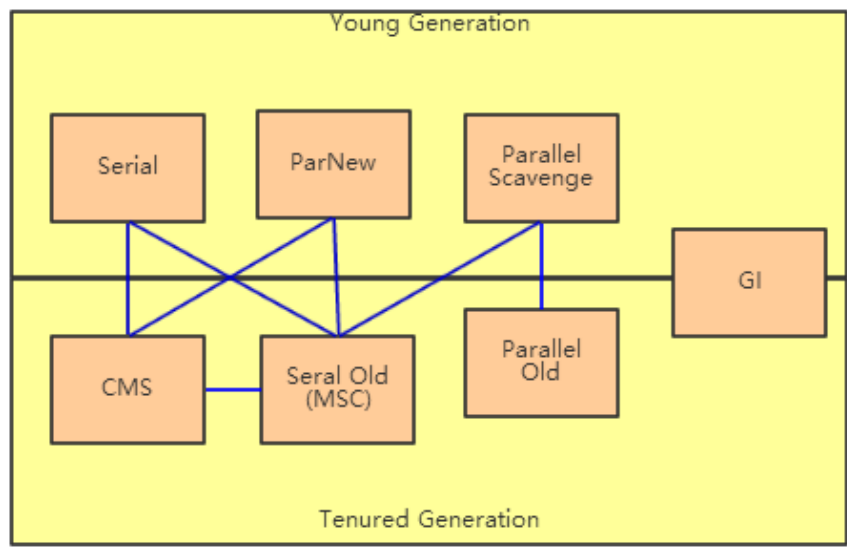 Young Generation
Serial
ParNew
Parallel
Scavenge
GI
CMS
Seral Old
(MSC)
Parallel
Old
Tenured Generation